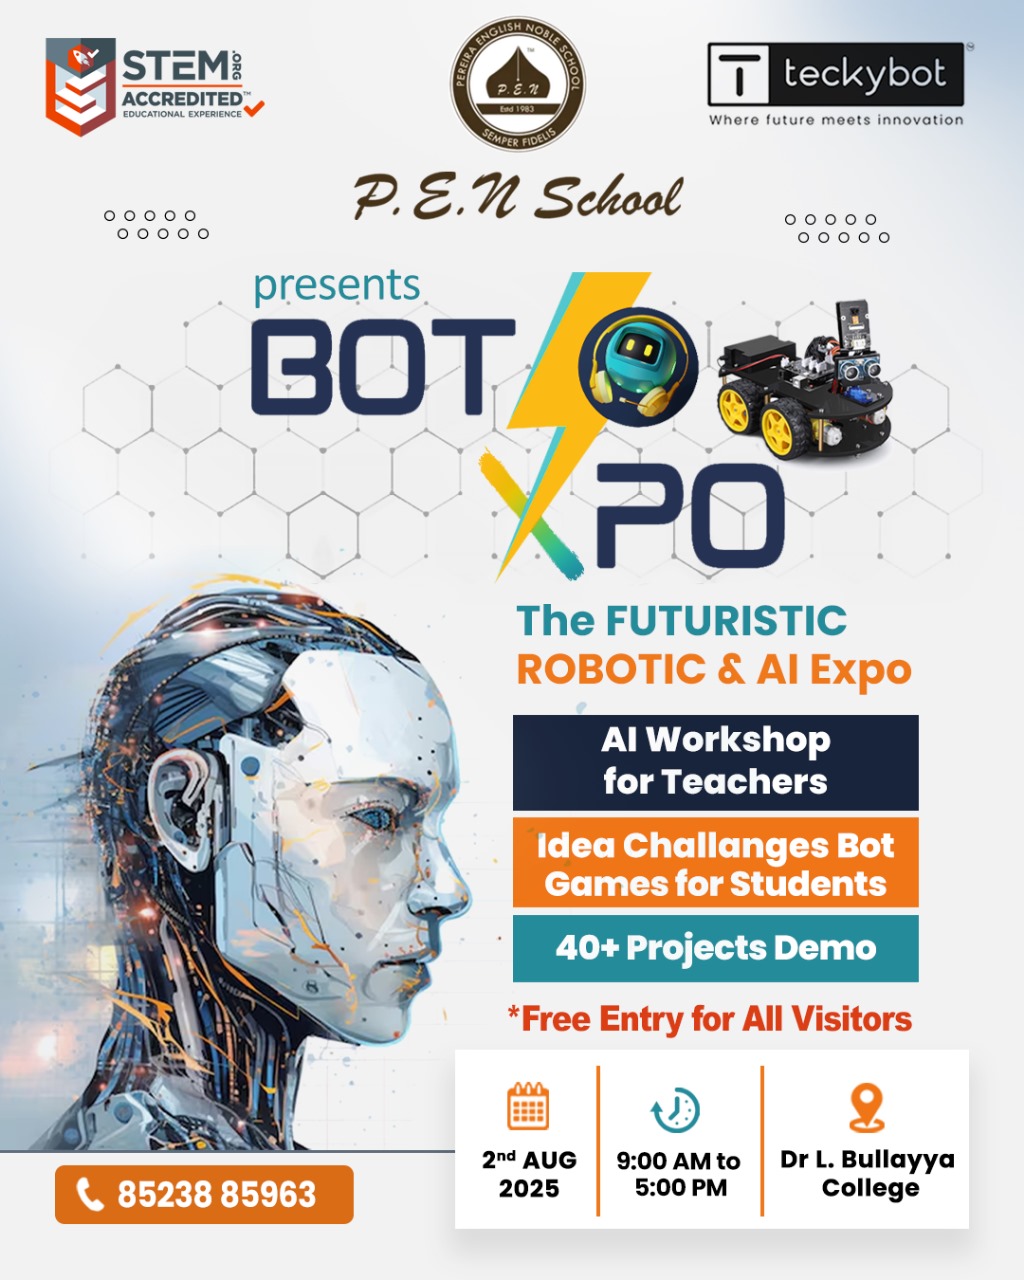 STEM.ORG
ACCREDITED™
EDUCATIONAL EXPERIENCE
PEREIRA ENGLISH NOBLE SCHOOL
™
P.E.N
Estd 1983
SEMPER FIDELIS
T teckybot
Where future meets innovation
P.E.N School
presents
BOT
XPO
The FUTURISTIC
ROBOTIC & AI Expo
AI Workshop
for Teachers
Idea Challanges Bot
Games for Students
40+ Projects Demo
*Free Entry for All Visitors
2nd AUG
2025
9:00 AM to
5:00 PM
Dr L. Bullayya
College
85238 85963